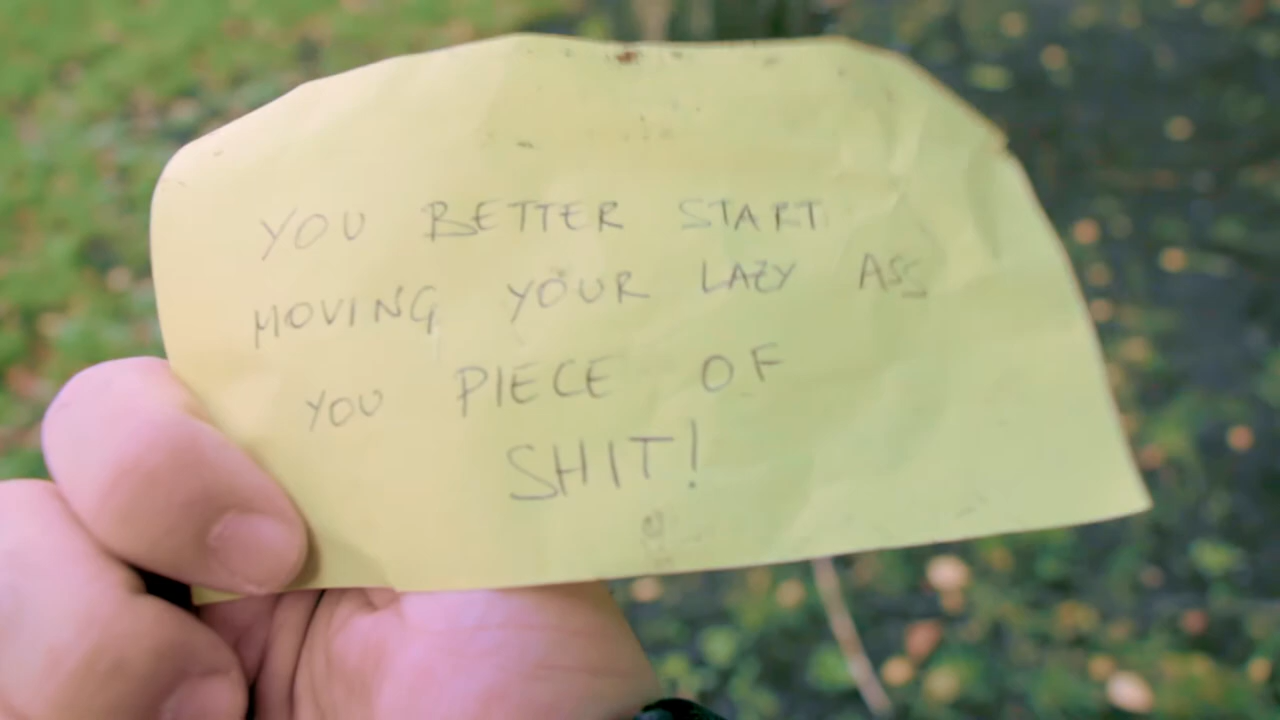 YOU BETTER START
MOVING YOUR LAZY ASS
YOU PIECE OF
SHIT!